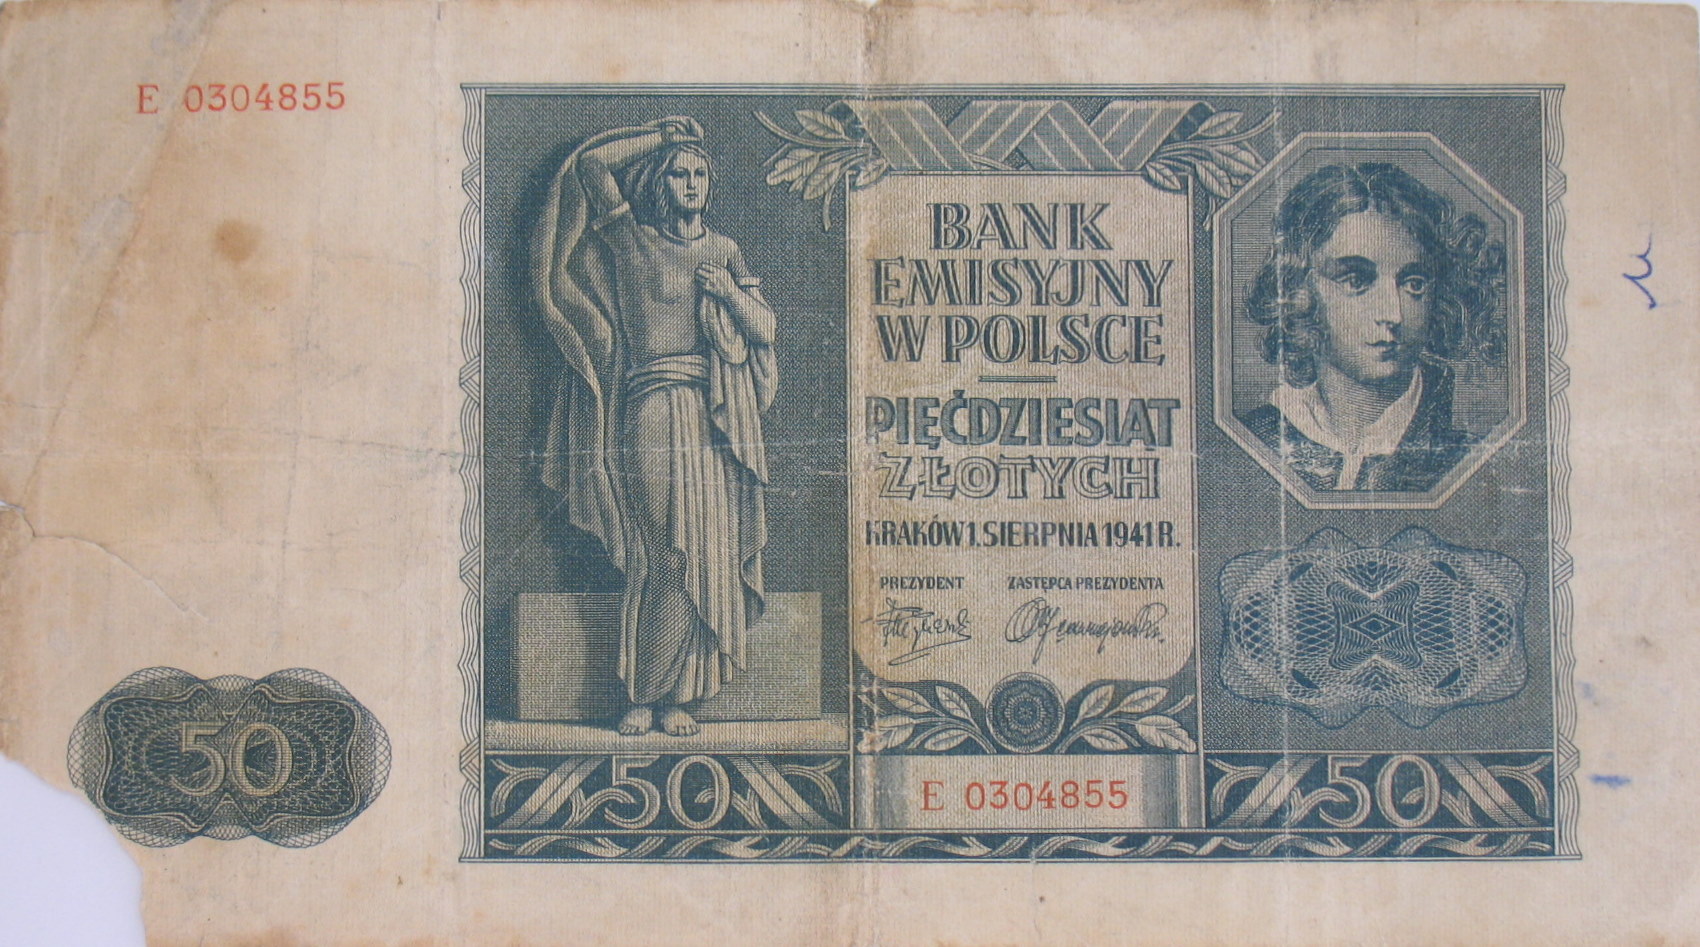 E 0304855
BANK
EMISYJNY
W POLSCE
PIĘĆDZIESIĄT
ZŁOTYCH
KRAKÓW 1. SIERPNIA 1941 R.
PREZYDENT ZASTĘPCA PREZYDENTA
50
50
E 0304855
50